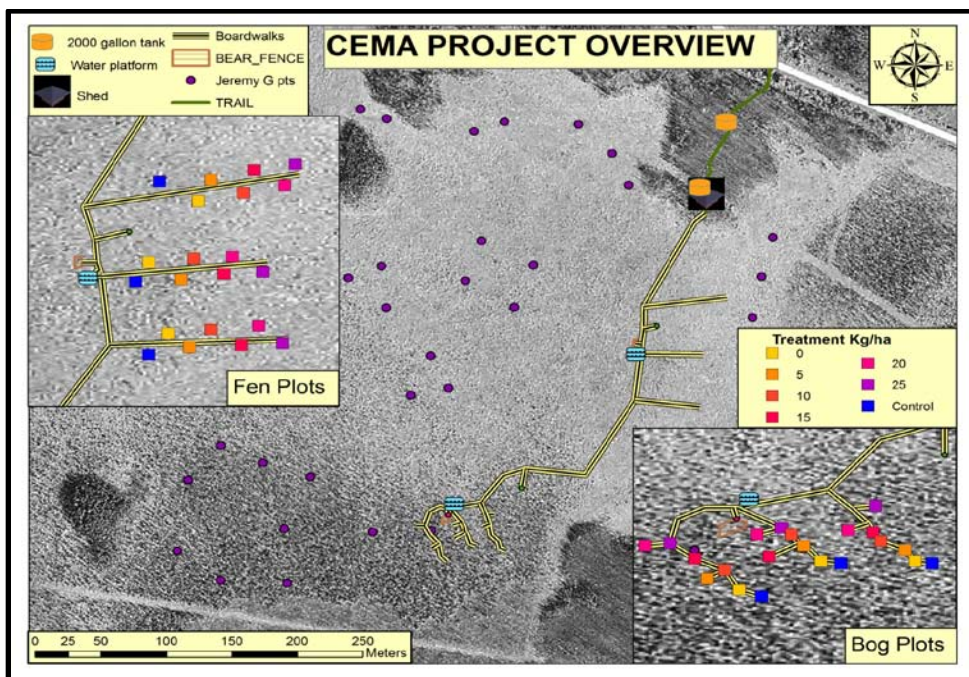 CEMA PROJECT OVERVIEW
2000 gallon tank
Water platform
Shed
Boardwalks
BEAR_FENCE
Jeremy G pts
TRAIL
N
W E
S
Fen Plots
Treatment Kg/ha
0
5
10
15
20
25
Control
Bog Plots
0 25 50 100 150 200 250
Meters